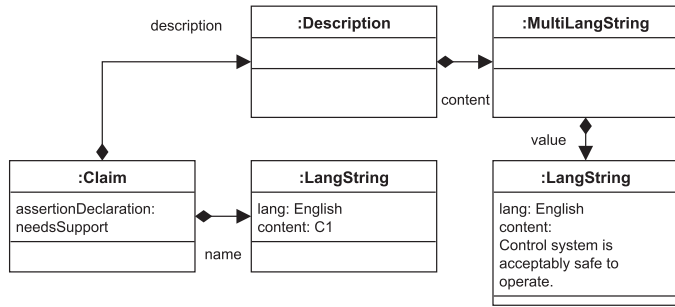 description
:Description
:MultiLangString
content
value
:Claim
assertionDeclaration:
needsSupport
name
:LangString
lang: English
content: C1
:LangString
lang: English
content:
Control system is
acceptably safe to
operate.